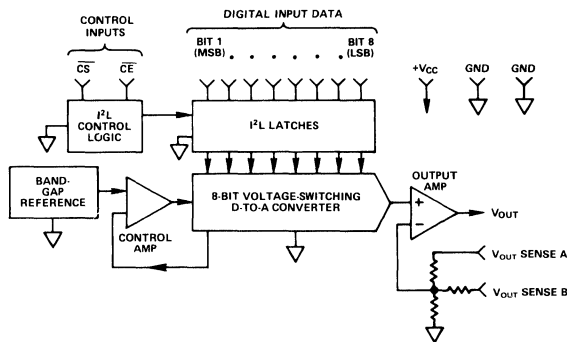 DIGITAL INPUT DATA
CONTROL
INPUTS
CS CE
BIT 1
(MSB)
BIT 8
(LSB)
+VCC GND GND
I²L
CONTROL
LOGIC
I²L LATCHES
BAND-
GAP
REFERENCE
CONTROL
AMP
8-BIT VOLTAGE-SWITCHING
D-TO-A CONVERTER
OUTPUT
AMP
+
−
VOUT
VOUT SENSE A
VOUT SENSE B